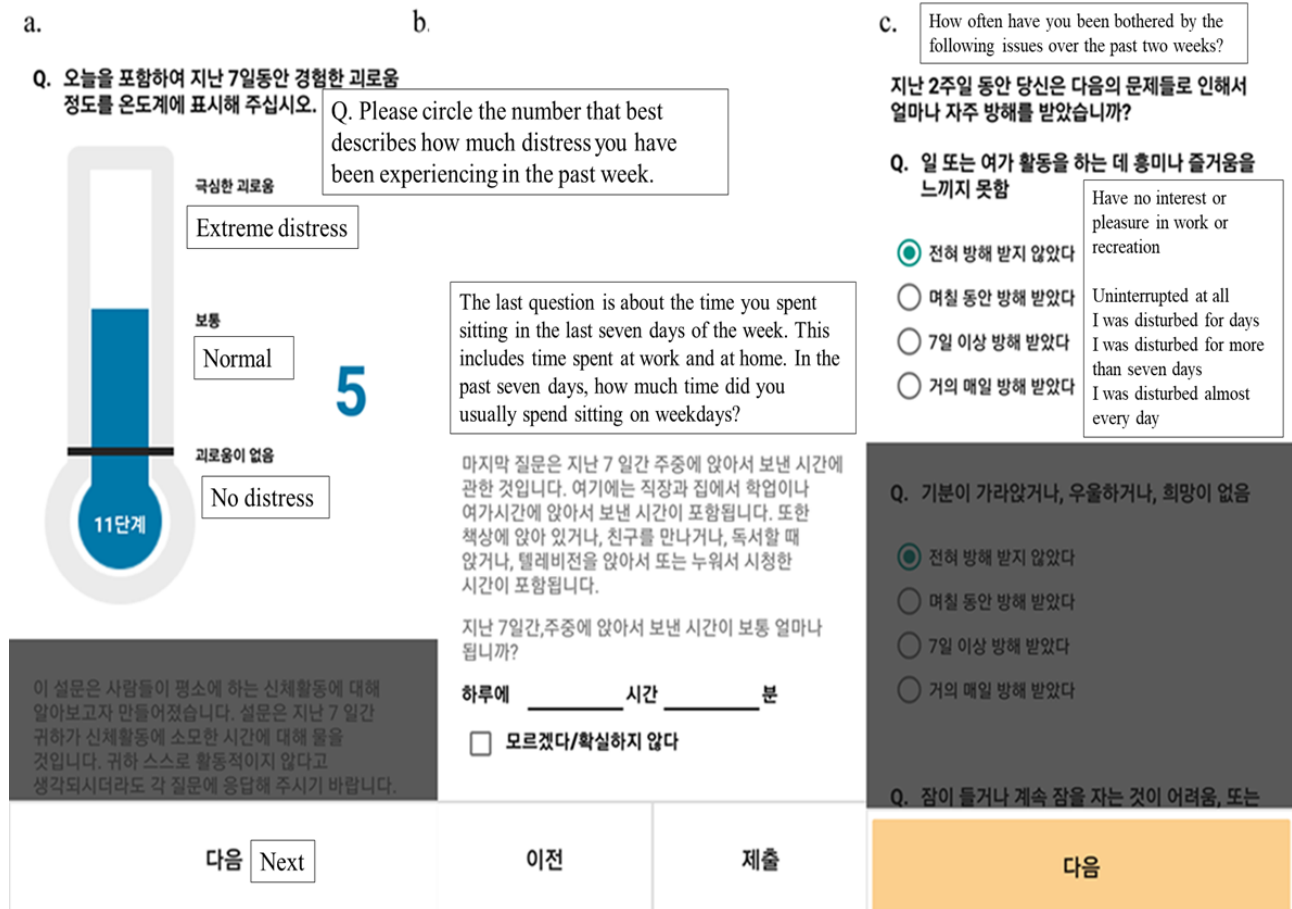 a.
Q. 오늘을 포함하여 지난 7일동안 경험한 괴로움
정도를 온도계에 표시해 주십시오.
Q. Please circle the number that best
describes how much distress you have
been experiencing in the past week.
극심한 괴로움
Extreme distress
보통
Normal
5
괴로움이 없음
No distress
11단계
이 설문은 사람들이 평소에 하는 신체활동에 대해
알아보고자 만들어졌습니다. 설문은 지난 7 일간
귀하가 신체활동에 소모한 시간에 대해 물을
것입니다. 귀하 스스로 활동적이지 않다고
생각되시더라도 각 질문에 응답해 주시기 바랍니다.
다음
Next
b.
The last question is about the time you spent
sitting in the last seven days of the week. This
includes time spent at work and at home. In the
past seven days, how much time did you
usually spend sitting on weekdays?
마지막 질문은 지난 7 일간 주중에 앉아서 보낸 시간에
관한 것입니다. 여기에는 직장과 집에서 학업이나
여가시간에 앉아서 보낸 시간이 포함됩니다. 또한
책상에 앉아 있거나, 친구를 만나거나, 독서할 때
앉거나, 텔레비전을 앉아서 또는 누워서 시청한
시간이 포함됩니다.
지난 7일간,주중에 앉아서 보낸 시간이 보통 얼마나
됩니까?
하루에 시간 분
모르겠다/확실하지 않다
이전
제출
c.
How often have you been bothered by the
following issues over the past two weeks?
지난 2주일 동안 당신은 다음의 문제들로 인해서
얼마나 자주 방해를 받았습니까?
Q. 일 또는 여가 활동을 하는 데 흥미나 즐거움을
느끼지 못함
Have no interest or
pleasure in work or
recreation
전혀 방해 받지 않았다
며칠 동안 방해 받았다
7일 이상 방해 받았다
거의 매일 방해 받았다
Uninterrupted at all
I was disturbed for days
I was disturbed for more
than seven days
I was disturbed almost
every day
Q. 기분이 가라앉거나, 우울하거나, 희망이 없음
전혀 방해 받지 않았다
며칠 동안 방해 받았다
7일 이상 방해 받았다
거의 매일 방해 받았다
Q. 잠이 들거나 계속 잠을 자는 것이 어려움, 또는
다음